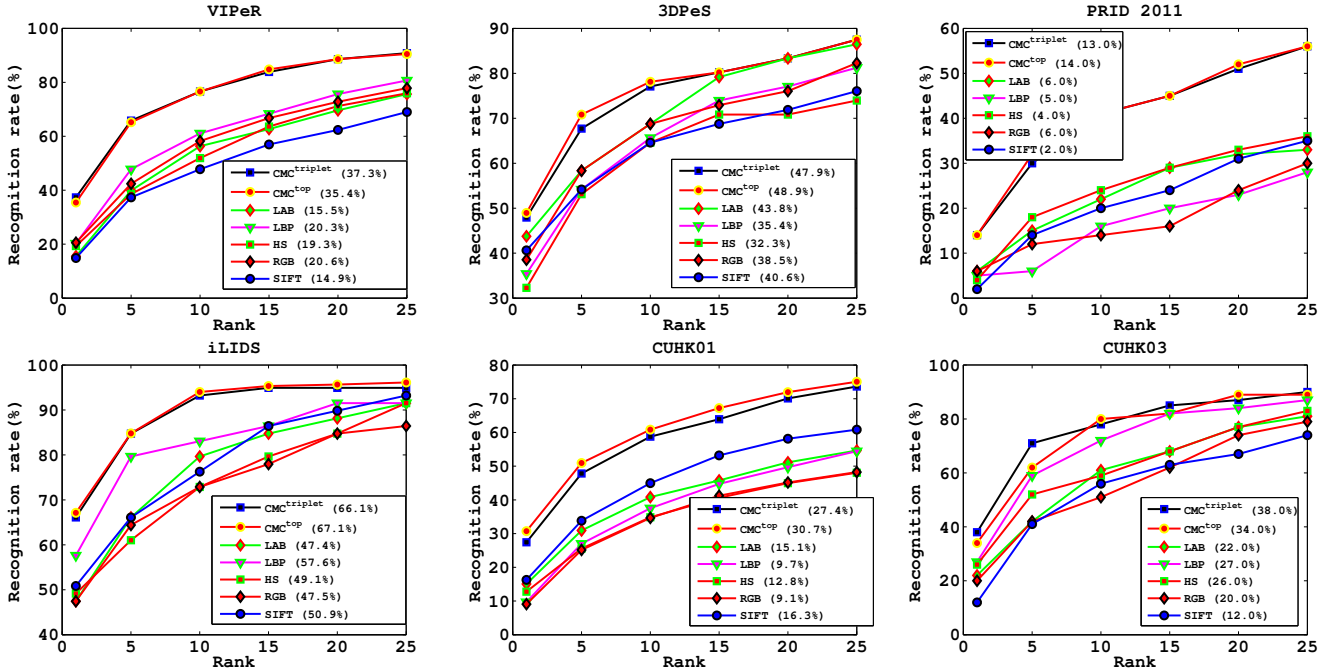 VIPeR
Recognition rate(%)
100
80
60
40
20
0
CMC^triplet (37.3%)
CMC^top (35.4%)
LAB (15.5%)
LBP (20.3%)
HS (19.3%)
RGB (20.6%)
SIFT (14.9%)
0 5 10 15 20 25
Rank
3DPeS
Recognition rate(%)
90
80
70
60
50
40
30
CMC^triplet (47.9%)
CMC^top (48.9%)
LAB (43.8%)
LBP (35.4%)
HS (32.3%)
RGB (38.5%)
SIFT (40.6%)
0 5 10 15 20 25
Rank
PRID 2011
Recognition rate(%)
60
50
40
30
20
10
0
CMC^triplet (13.0%)
CMC^top (14.0%)
LAB (6.0%)
LBP (5.0%)
HS (4.0%)
RGB (6.0%)
SIFT(2.0%)
0 5 10 15 20 25
Rank
iLIDS
Recognition rate(%)
100
90
80
70
60
50
40
CMC^triplet (66.1%)
CMC^top (67.1%)
LAB (47.4%)
LBP (57.6%)
HS (49.1%)
RGB (47.5%)
SIFT (50.9%)
0 5 10 15 20 25
Rank
CUHK01
Recognition rate(%)
80
70
60
50
40
30
20
10
0
CMC^triplet (27.4%)
CMC^top (30.7%)
LAB (15.1%)
LBP (9.7%)
HS (12.8%)
RGB (9.1%)
SIFT (16.3%)
0 5 10 15 20 25
Rank
CUHK03
Recognition rate(%)
100
80
60
40
20
0
CMC^triplet (38.0%)
CMC^top (34.0%)
LAB (22.0%)
LBP (27.0%)
HS (26.0%)
RGB (20.0%)
SIFT (12.0%)
0 5 10 15 20 25
Rank